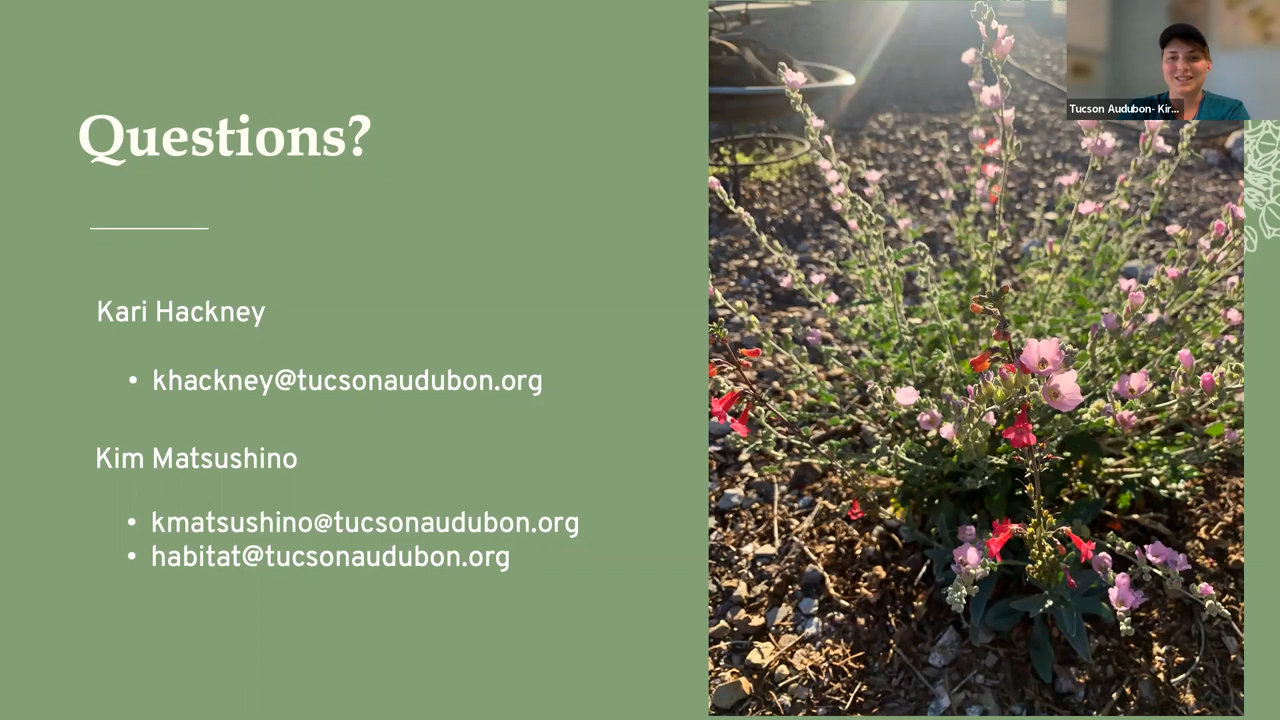 Questions?
Kari Hackney
• khackney@tucsonaudubon.org
Kim Matsushino
• kmatsushino@tucsonaudubon.org
• habitat@tucsonaudubon.org
Tucson Audubon- Kir...